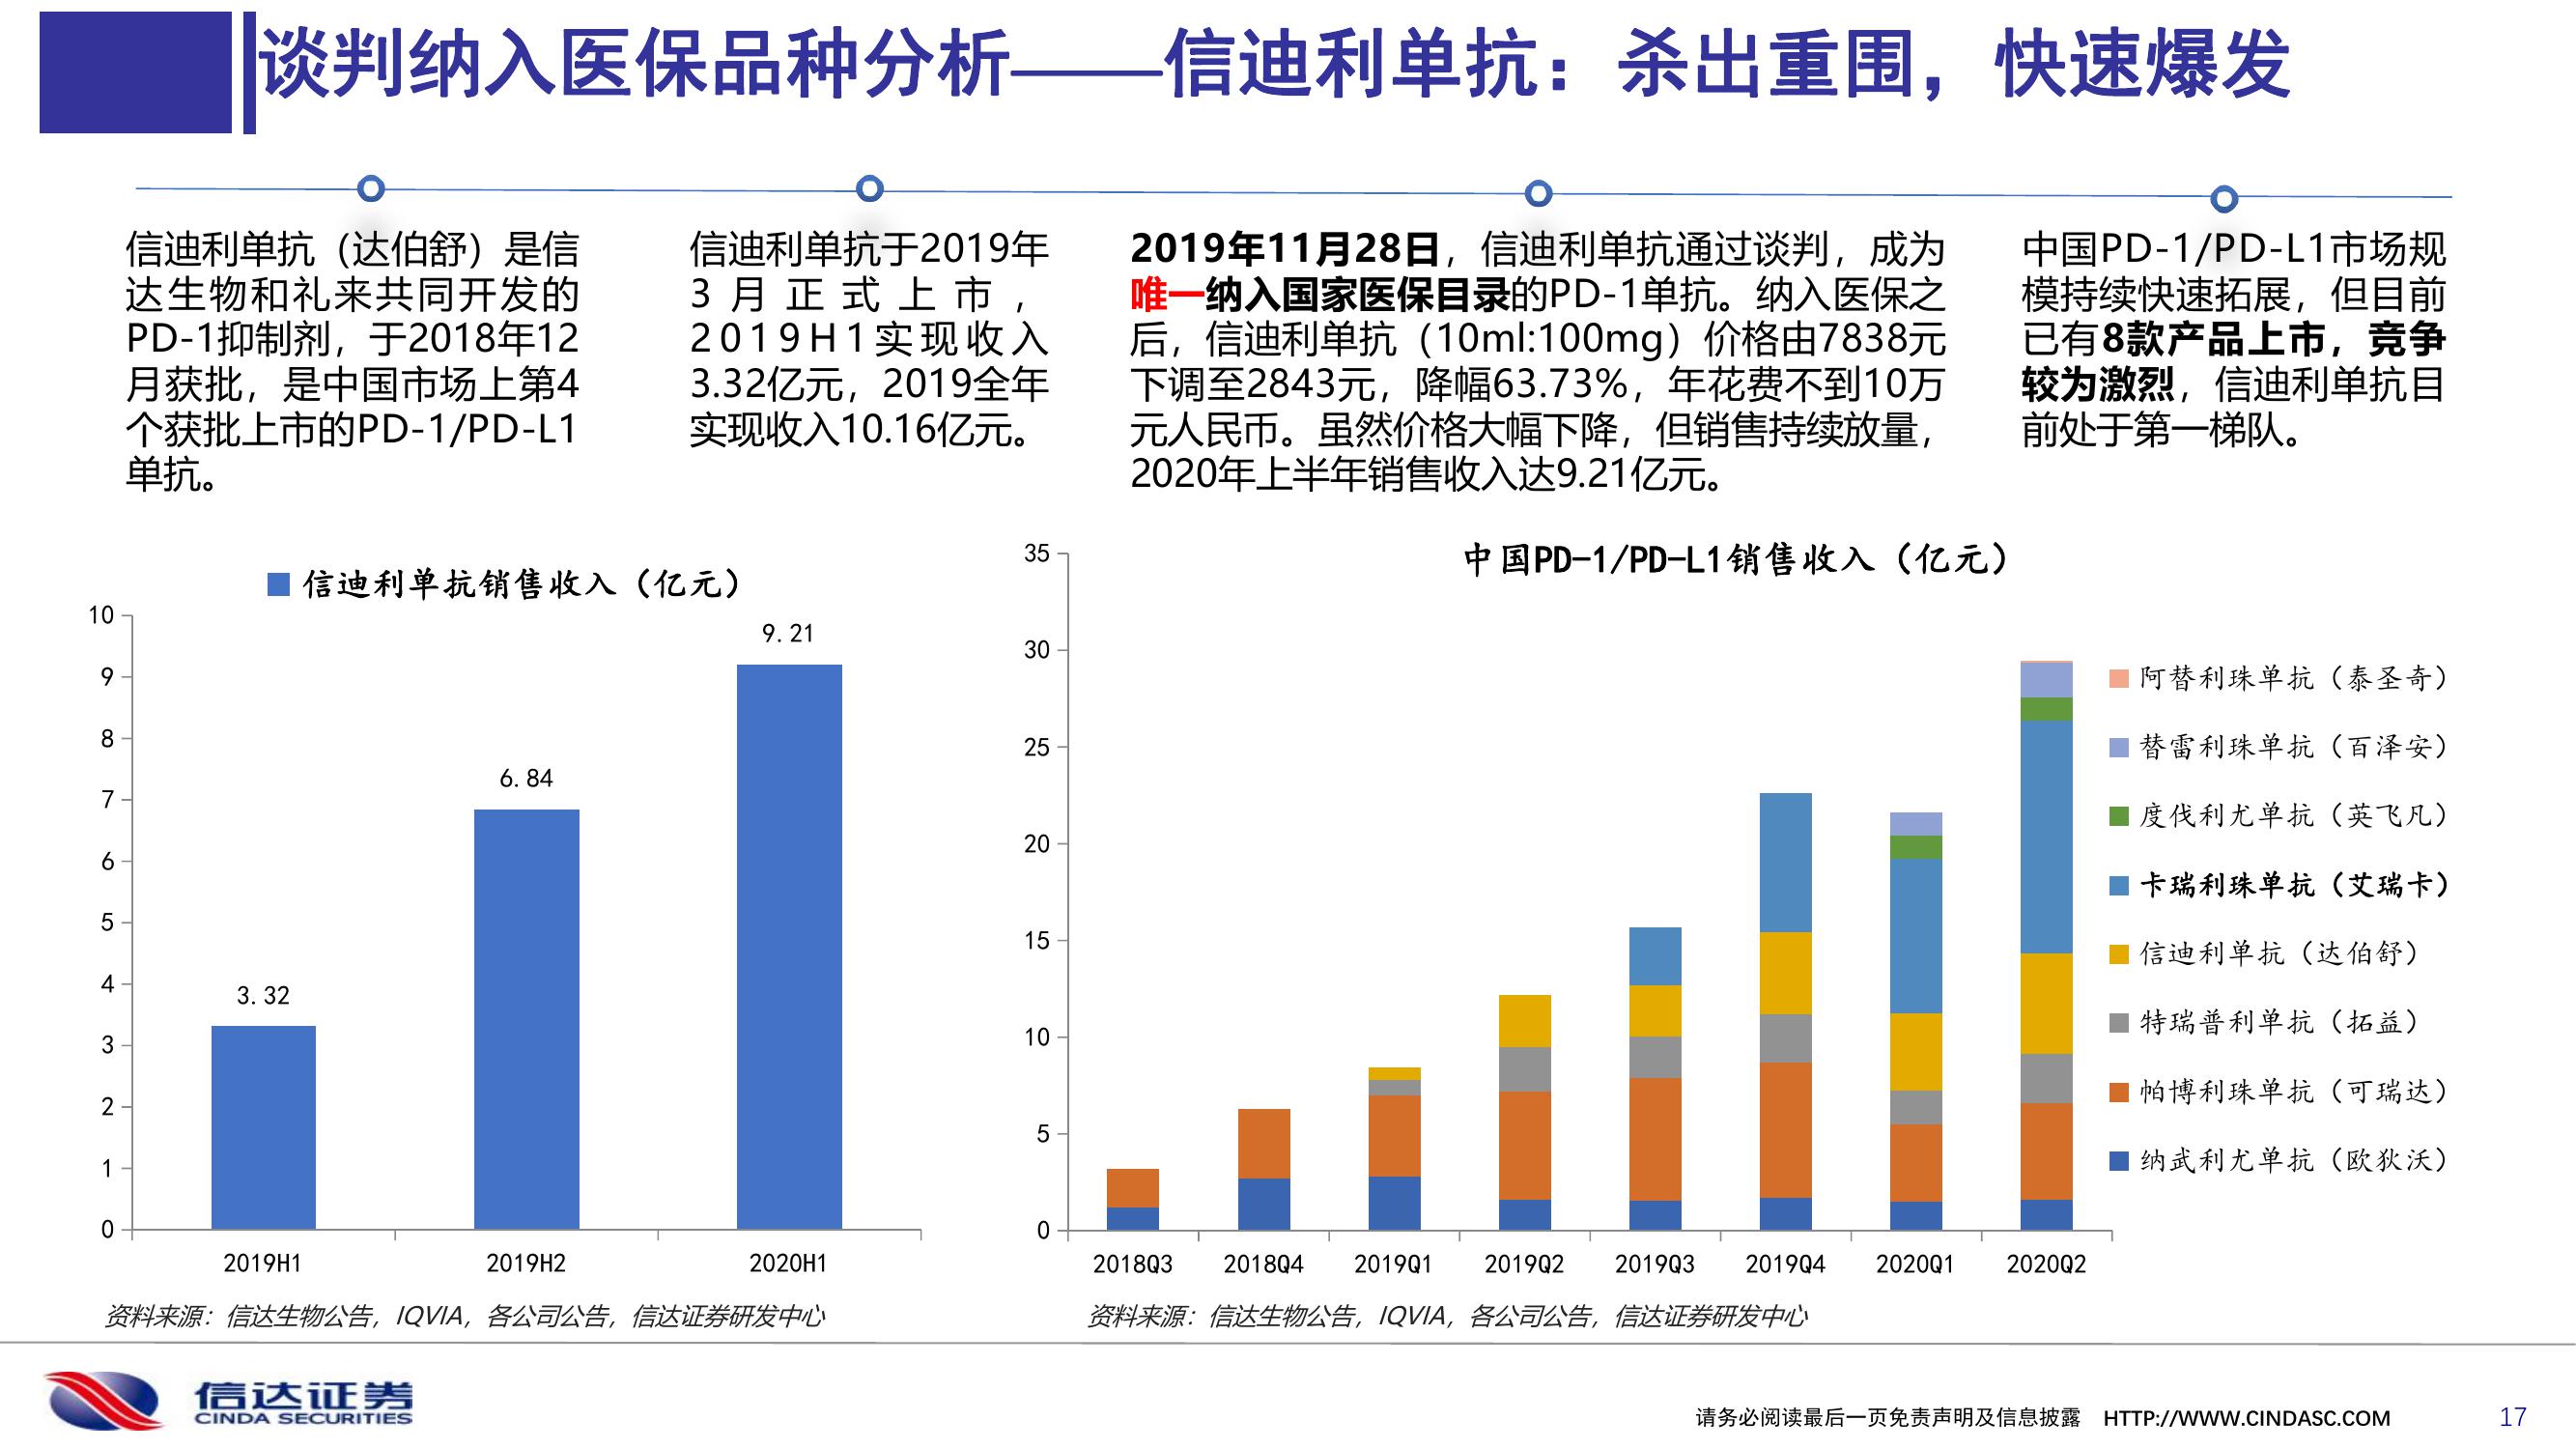 谈判纳入医保品种分析——信迪利单抗：杀出重围，快速爆发
信迪利单抗（达伯舒）是信
达生物和礼来共同开发的
PD-1抑制剂，于2018年12
月获批，是中国市场上第4
个获批上市的PD-1/PD-L1
单抗。
信迪利单抗于2019年
3月正式上市，
2019H1实现收入
3.32亿元，2019全年
实现收入10.16亿元。
2019年11月28日，信迪利单抗通过谈判，成为
唯一纳入国家医保目录的PD-1单抗。纳入医保之
后，信迪利单抗（10ml:100mg）价格由7838元
下调至2843元，降幅63.73%，年花费不到10万
元人民币。虽然价格大幅下降，但销售持续放量，
2020年上半年销售收入达9.21亿元。
中国PD-1/PD-L1市场规
模持续快速拓展，但目前
已有8款产品上市，竞争
较为激烈，信迪利单抗目
前处于第一梯队。
信迪利单抗销售收入（亿元）
10
9
8
7
6
5
4
3
2
1
0
3.32
6.84
9.21
2019H1 2019H2 2020H1
资料来源：信达生物公告，IQVIA，各公司公告，信达证券研发中心
中国PD-1/PD-L1销售收入（亿元）
35
30
25
20
15
10
5
0
2018Q3 2018Q4 2019Q1 2019Q2 2019Q3 2019Q4 2020Q1 2020Q2
阿替利珠单抗（泰圣奇）
替雷利珠单抗（百泽安）
度伐利尤单抗（英飞凡）
卡瑞利珠单抗（艾瑞卡）
信迪利单抗（达伯舒）
特瑞普利单抗（拓益）
帕博利珠单抗（可瑞达）
纳武利尤单抗（欧狄沃）
资料来源：信达生物公告，IQVIA，各公司公告，信达证券研发中心
信达证券
CINDA SECURITIES
请务必阅读最后一页免责声明及信息披露 HTTP://WWW.CINDASC.COM 17